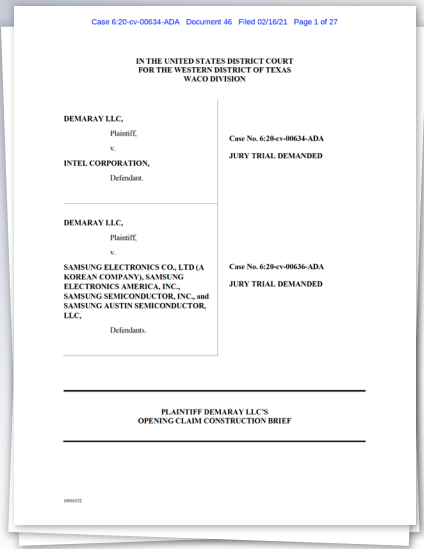 Case 6:20-cv-00634-ADA Document 46 Filed 02/16/21 Page 1 of 27
IN THE UNITED STATES DISTRICT COURT
FOR THE WESTERN DISTRICT OF TEXAS
WACO DIVISION
DEMARAY LLC,
Plaintiff,
v.
INTEL CORPORATION,
Defendant.
Case No. 6:20-cv-00634-ADA
JURY TRIAL DEMANDED
DEMARAY LLC,
Plaintiff,
v.
SAMSUNG ELECTRONICS CO., LTD (A
KOREAN COMPANY), SAMSUNG
ELECTRONICS AMERICA, INC.,
SAMSUNG SEMICONDUCTOR, INC., and
SAMSUNG AUSTIN SEMICONDUCTOR,
LLC,
Defendants.
Case No. 6:20-cv-00636-ADA
JURY TRIAL DEMANDED
PLAINTIFF DEMARAY LLC'S
OPENING CLAIM CONSTRUCTION BRIEF